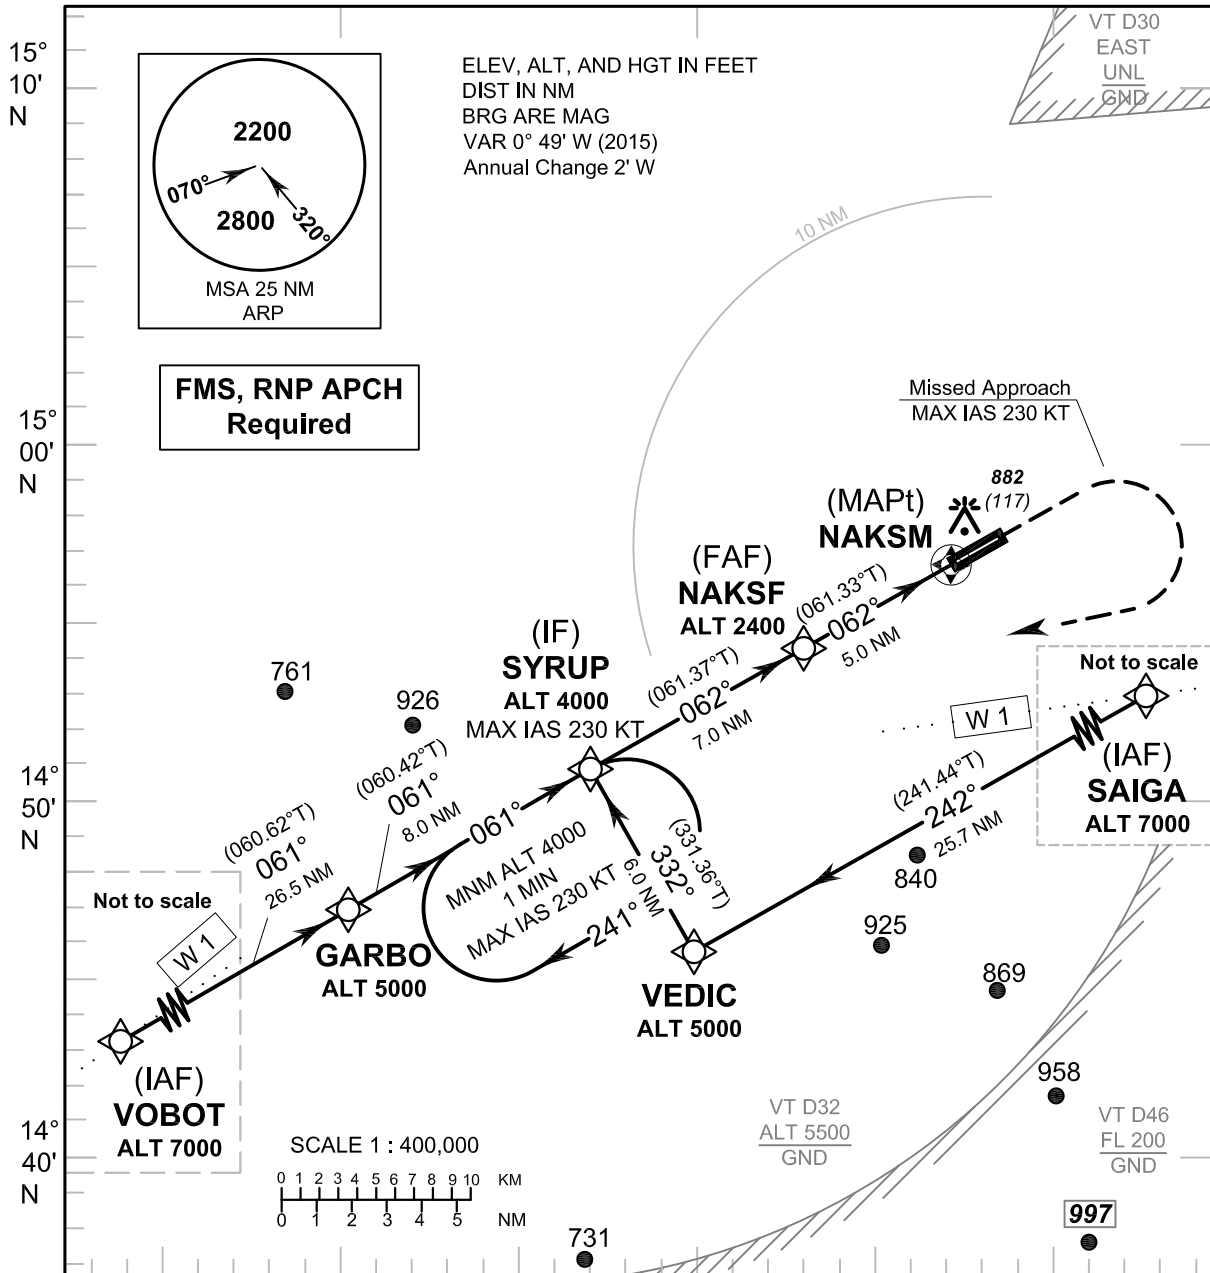 15°
10'
N
2200
070°
2800
320°
MSA 25 NM
ARP
ELEV, ALT, AND HGT IN FEET
DIST IN NM
BRG ARE MAG
VAR 0° 49' W (2015)
Annual Change 2' W
VT D30
EAST
UNL
GND
10 NM
FMS, RNP APCH
Required
15°
00'
N
Missed Approach
MAX IAS 230 KT
882
(117)
(MAPt)
NAKSM
(FAF)
NAKSF
ALT 2400
(061.33°T)
062°
5.0 NM
(IF)
SYRUP
ALT 4000
MAX IAS 230 KT
(061.37°T)
062°
7.0 NM
761
926
Not to scale
W 1
(IAF)
SAIGA
ALT 7000
14°
50'
N
(060.42°T)
061°
8.0 NM
061°
(060.62°T)
061°
26.5 NM
MNM ALT 4000
1 MIN
MAX IAS 230 KT
241°
(331.36°T)
332°
6.0 NM
(241.44°T)
242°
25.7 NM
840
925
869
Not to scale
W 1
GARBO
ALT 5000
VEDIC
ALT 5000
(IAF)
VOBOT
ALT 7000
958
VT D32
ALT 5500
GND
VT D46
FL 200
GND
14°
40'
N
SCALE 1 : 400,000
0 1 2 3 4 5 6 7 8 9 10 KM
0 1 2 3 4 5 NM
731
997